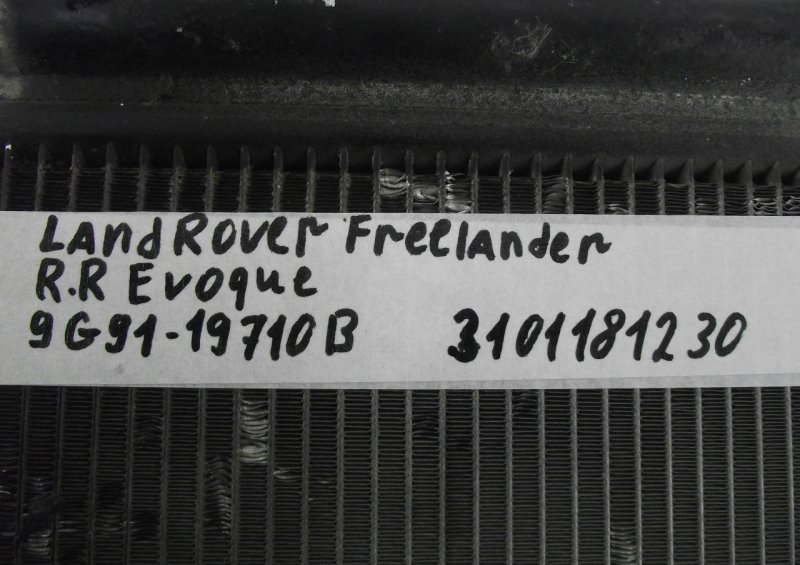 Land Rover Freelander
R.R Evoque
9G91-19710B 3101181230